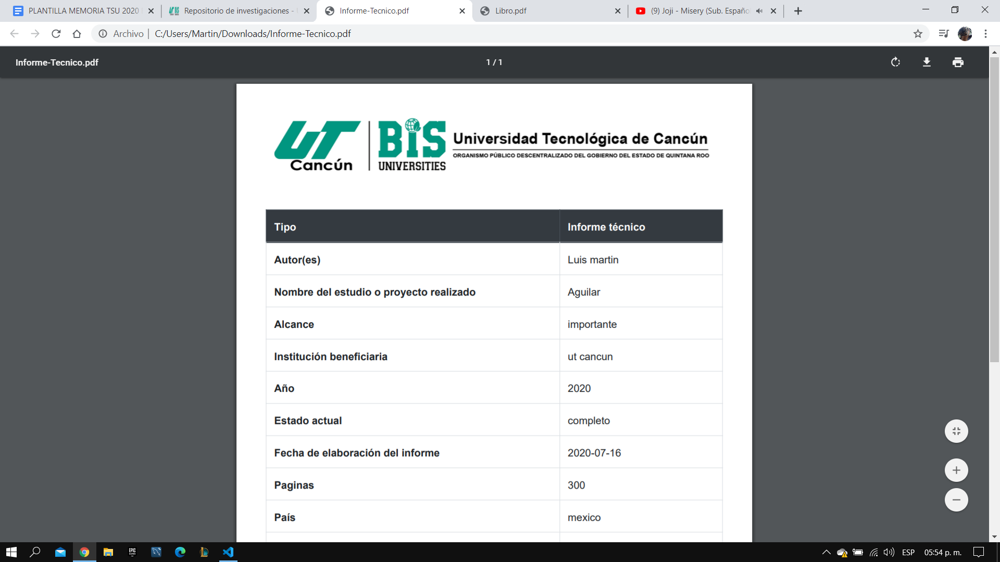 PLANTILLA MEMORIA TSU 2020
Repositorio de investigaciones -
Informe-Tecnico.pdf
Libro.pdf
(9) Joji - Misery (Sub. Españo
Archivo | C:/Users/Martin/Downloads/Informe-Tecnico.pdf
Informe-Tecnico.pdf
1 / 1
UT
Cancún
BIS
UNIVERSITIES
Universidad Tecnológica de Cancún
ORGANISMO PÚBLICO DESCENTRALIZADO DEL GOBIERNO DEL ESTADO DE QUINTANA ROO
Tipo Informe técnico
Autor(es) Luis martin
Nombre del estudio o proyecto realizado Aguilar
Alcance importante
Institución beneficiaria ut cancun
Año 2020
Estado actual completo
Fecha de elaboración del informe 2020-07-16
Paginas 300
País mexico
EPIC
GAMES
ESP
05:54 p. m.